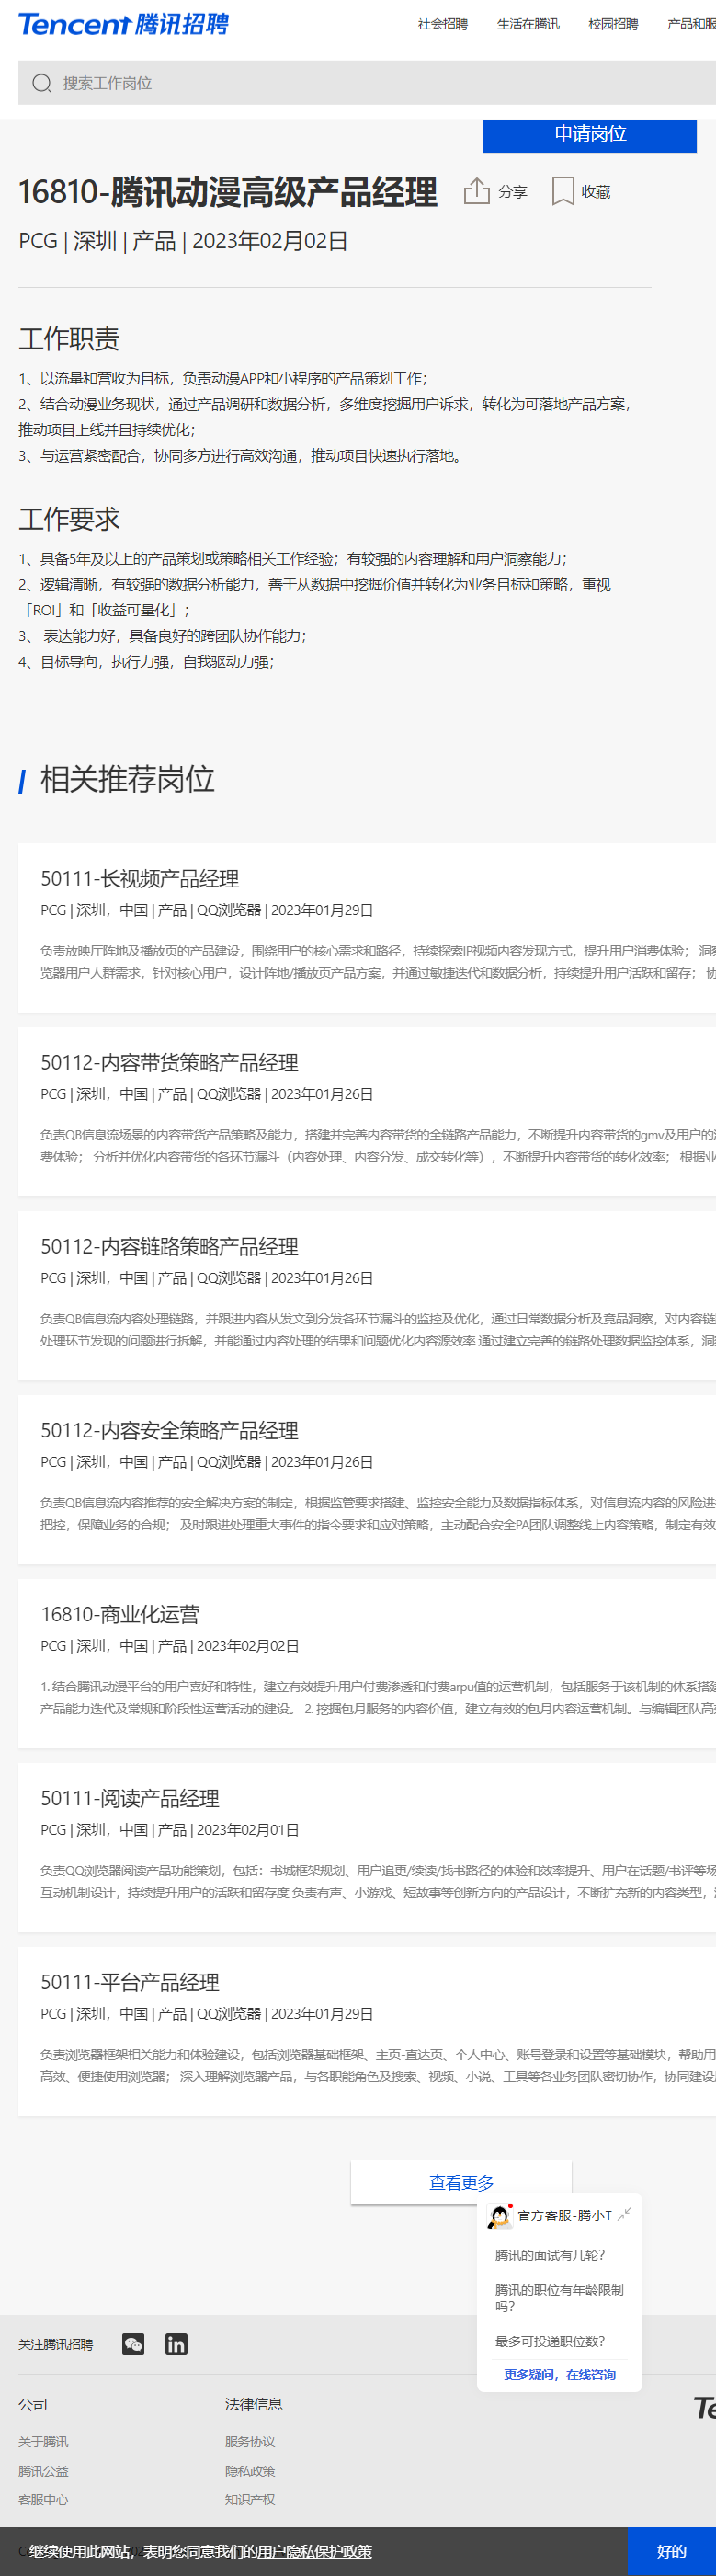 Tencent 腾讯招聘
社会招聘 生活在腾讯 校园招聘 产品和服
搜索工作岗位
申请岗位
16810-腾讯动漫高级产品经理 分享 收藏
PCG | 深圳 | 产品 | 2023年02月02日
工作职责
1、以流量和营收为目标，负责动漫APP和小程序的产品策划工作；
2、结合动漫业务现状，通过产品调研和数据分析，多维度挖掘用户诉求，转化为可落地产品方案，
推动项目上线并且持续优化；
3、与运营紧密配合，协同多方进行高效沟通，推动项目快速执行落地。
工作要求
1、具备5年及以上的产品策划或策略相关工作经验；有较强的内容理解和用户洞察能力；
2、逻辑清晰，有较强的数据分析能力，善于从数据中挖掘价值并转化为业务目标和策略，重视
「ROI」和「收益可量化」；
3、 表达能力好，具备良好的跨团队协作能力；
4、目标导向，执行力强，自我驱动力强；
相关推荐岗位
50111-长视频产品经理
PCG | 深圳，中国 | 产品 | QQ浏览器 | 2023年01月29日
负责放映厅阵地及播放页的产品建设，围绕用户的核心需求和路径，持续探索IP视频内容发现方式，提升用户消费体验； 洞
览器用户人群需求，针对核心用户，设计阵地/播放页产品方案，并通过敏捷迭代和数据分析，持续提升用户活跃和留存； 协
50112-内容带货策略产品经理
PCG | 深圳，中国 | 产品 | QQ浏览器 | 2023年01月26日
负责QB信息流场景的内容带货产品策略及能力，搭建并完善内容带货的全链路产品能力，不断提升内容带货的gmv及用户的
费体验； 分析并优化内容带货的各环节漏斗（内容处理、内容分发、成交转化等），不断提升内容带货的转化效率； 根据业
50112-内容链路策略产品经理
PCG | 深圳，中国 | 产品 | QQ浏览器 | 2023年01月26日
负责QB信息流内容处理链路，并跟进内容从发文到分发各环节漏斗的监控及优化，通过日常数据分析及竟品洞察，对内容链
处理环节发现的问题进行拆解，并能通过内容处理的结果和问题优化内容源效率 通过建立完善的链路处理数据监控体系，洞
50112-内容安全策略产品经理
PCG | 深圳，中国 | 产品 | QQ浏览器 | 2023年01月26日
负责QB信息流内容推荐的安全解决方案的制定，根据监管要求搭建、监控安全能力及数据指标体系，对信息流内容的风险进
把控，保障业务的合规； 及时跟进处理重大事件的指令要求和应对策略，主动配合安全PA团队调整线上内容策略，制定有效
16810-商业化运营
PCG | 深圳，中国 | 产品 | 2023年02月02日
1. 结合腾讯动漫平台的用户喜好和特性，建立有效提升用户付费渗透和付费arpu值的运营机制，包括服务于该机制的体系搭
产品能力迭代及常规和阶段性运营活动的建设。 2. 挖掘包月服务的内容价值，建立有效的包月内容运营机制。与编辑团队高
50111-阅读产品经理
PCG | 深圳，中国 | 产品 | 2023年02月01日
负责QQ浏览器阅读产品功能策划，包括：书城框架规划、用户追更/续读/找书路径的体验和效率提升、用户在话题/书评等场
互动机制设计，持续提升用户的活跃和留存度 负责有声、小游戏、短故事等创新方向的产品设计，不断扩充新的内容类型，
50111-平台产品经理
PCG | 深圳，中国 | 产品 | QQ浏览器 | 2023年01月29日
负责浏览器框架相关能力和体验建设，包括浏览器基础框架、主页-直达页、个人中心、账号登录和设置等基础模块，帮助用
高效、便捷使用浏览器； 深入理解浏览器产品，与各职能角色及搜索、视频、小说、工具等各业务团队密切协作，协同建设
查看更多
官方客服-腾小T
腾讯的面试有几轮？
腾讯的职位有年龄限制
吗？
最多可投递职位数？
更多疑问，在线咨询
关注腾讯招聘
公司 法律信息
关于腾讯 服务协议
腾讯公益 隐私政策
客服中心 知识产权
继续使用此网站，表明您同意我们的用户隐私保护政策 好的